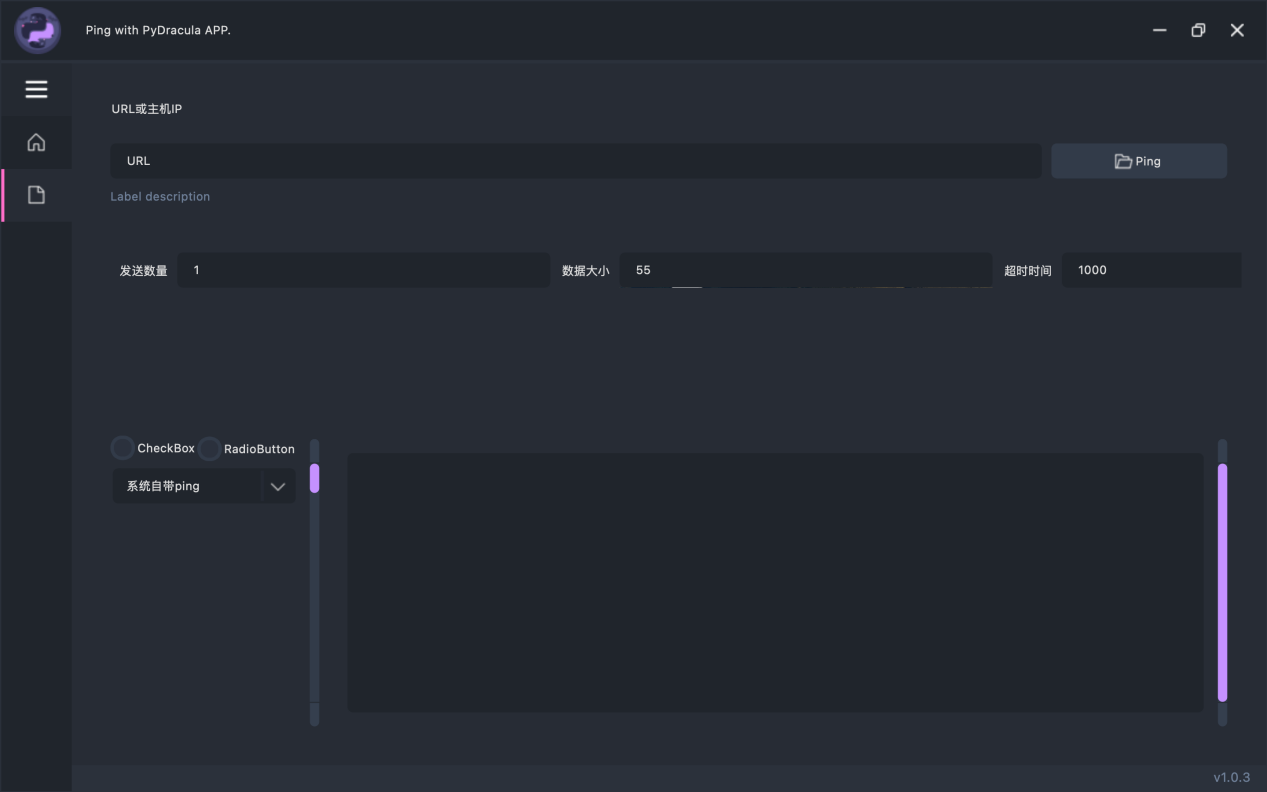 Ping with PyDracula APP.
URL或主机IP
URL
Ping
Label description
发送数量 1 数据大小 55 超时时间 1000
CheckBox RadioButton
系统自带ping
v1.0.3